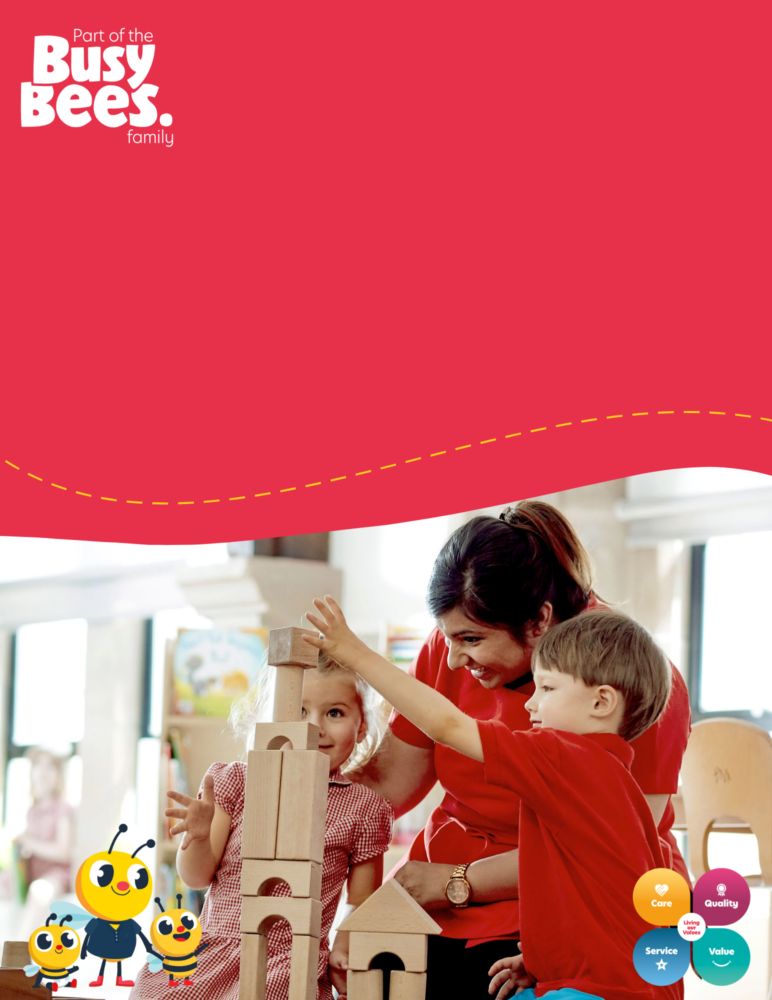 Part of the
Busy
Bees.
family
Care
Quality
Living
our
Values
Service
Value